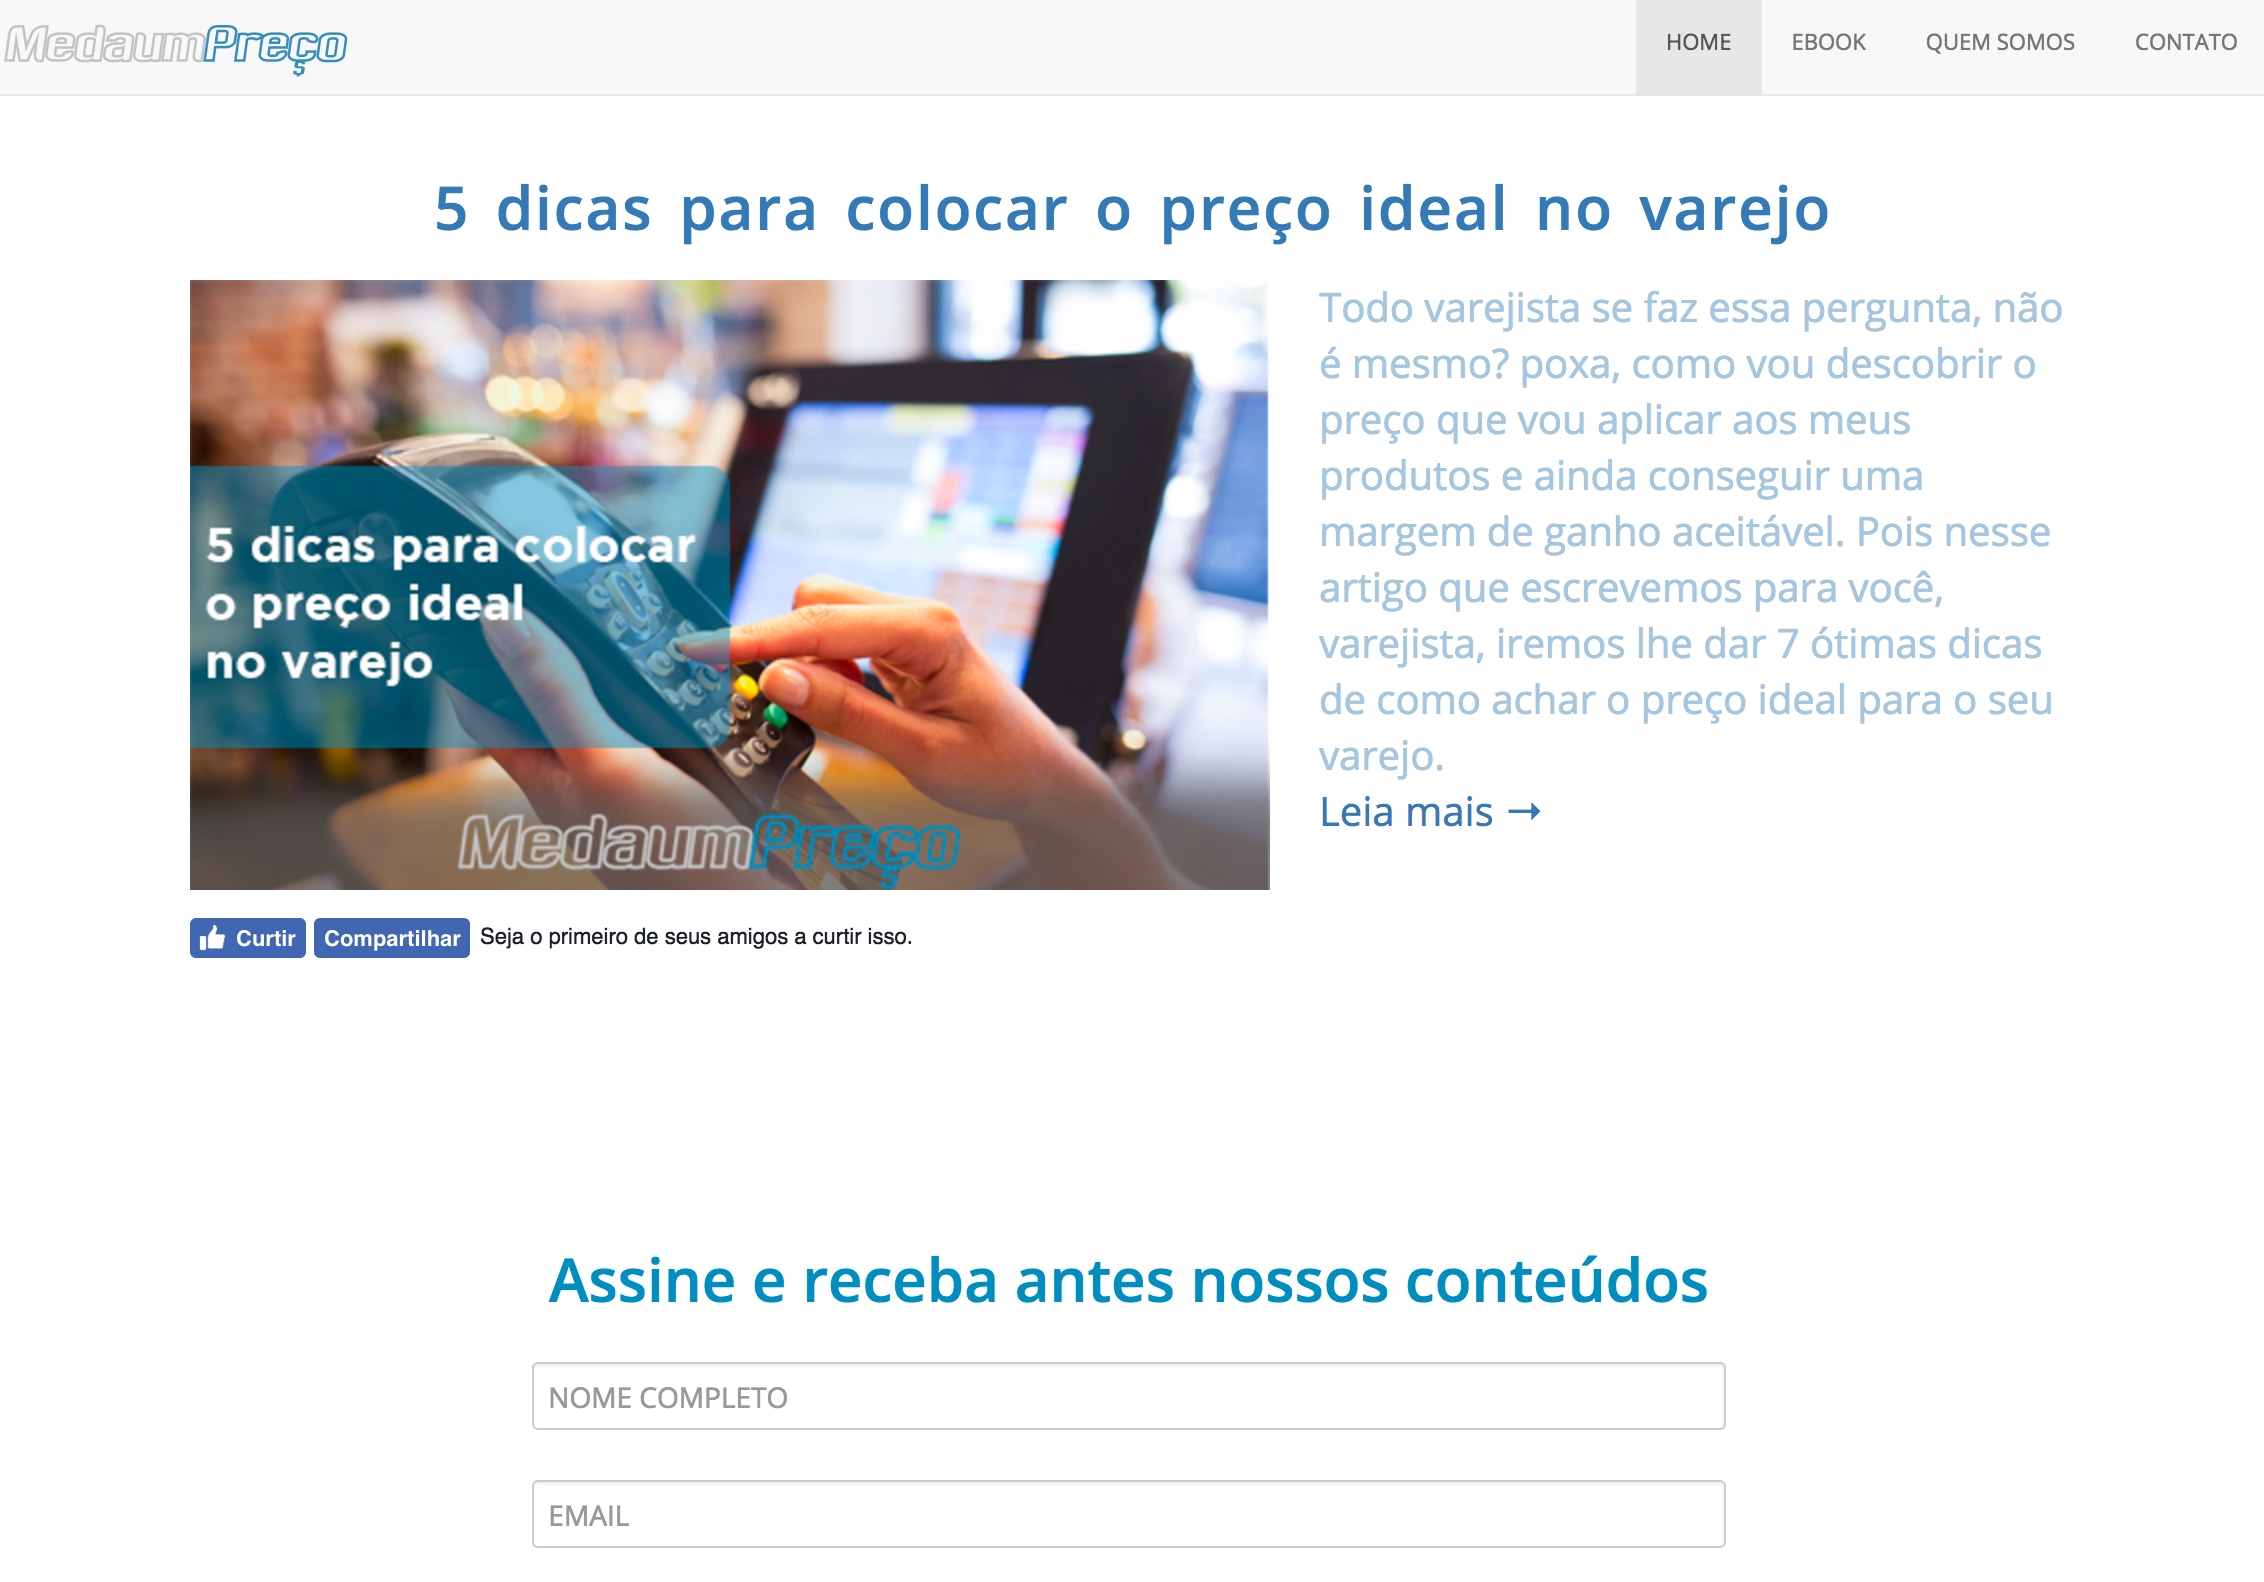 MedaumPreço
HOME
EBOOK
QUEM SOMOS
CONTATO
5 dicas para colocar o preço ideal no varejo
5 dicas para colocar
o preço ideal
no varejo
MedaumPreço
Todo varejista se faz essa pergunta, não
é mesmo? poxa, como vou descobrir o
preço que vou aplicar aos meus
produtos e ainda conseguir uma
margem de ganho aceitável. Pois nesse
artigo que escrevemos para você,
varejista, iremos lhe dar 7 ótimas dicas
de como achar o preço ideal para o seu
varejo.
Leia mais →
Curtir
Compartilhar
Seja o primeiro de seus amigos a curtir isso.
Assine e receba antes nossos conteúdos
NOME COMPLETO
EMAIL